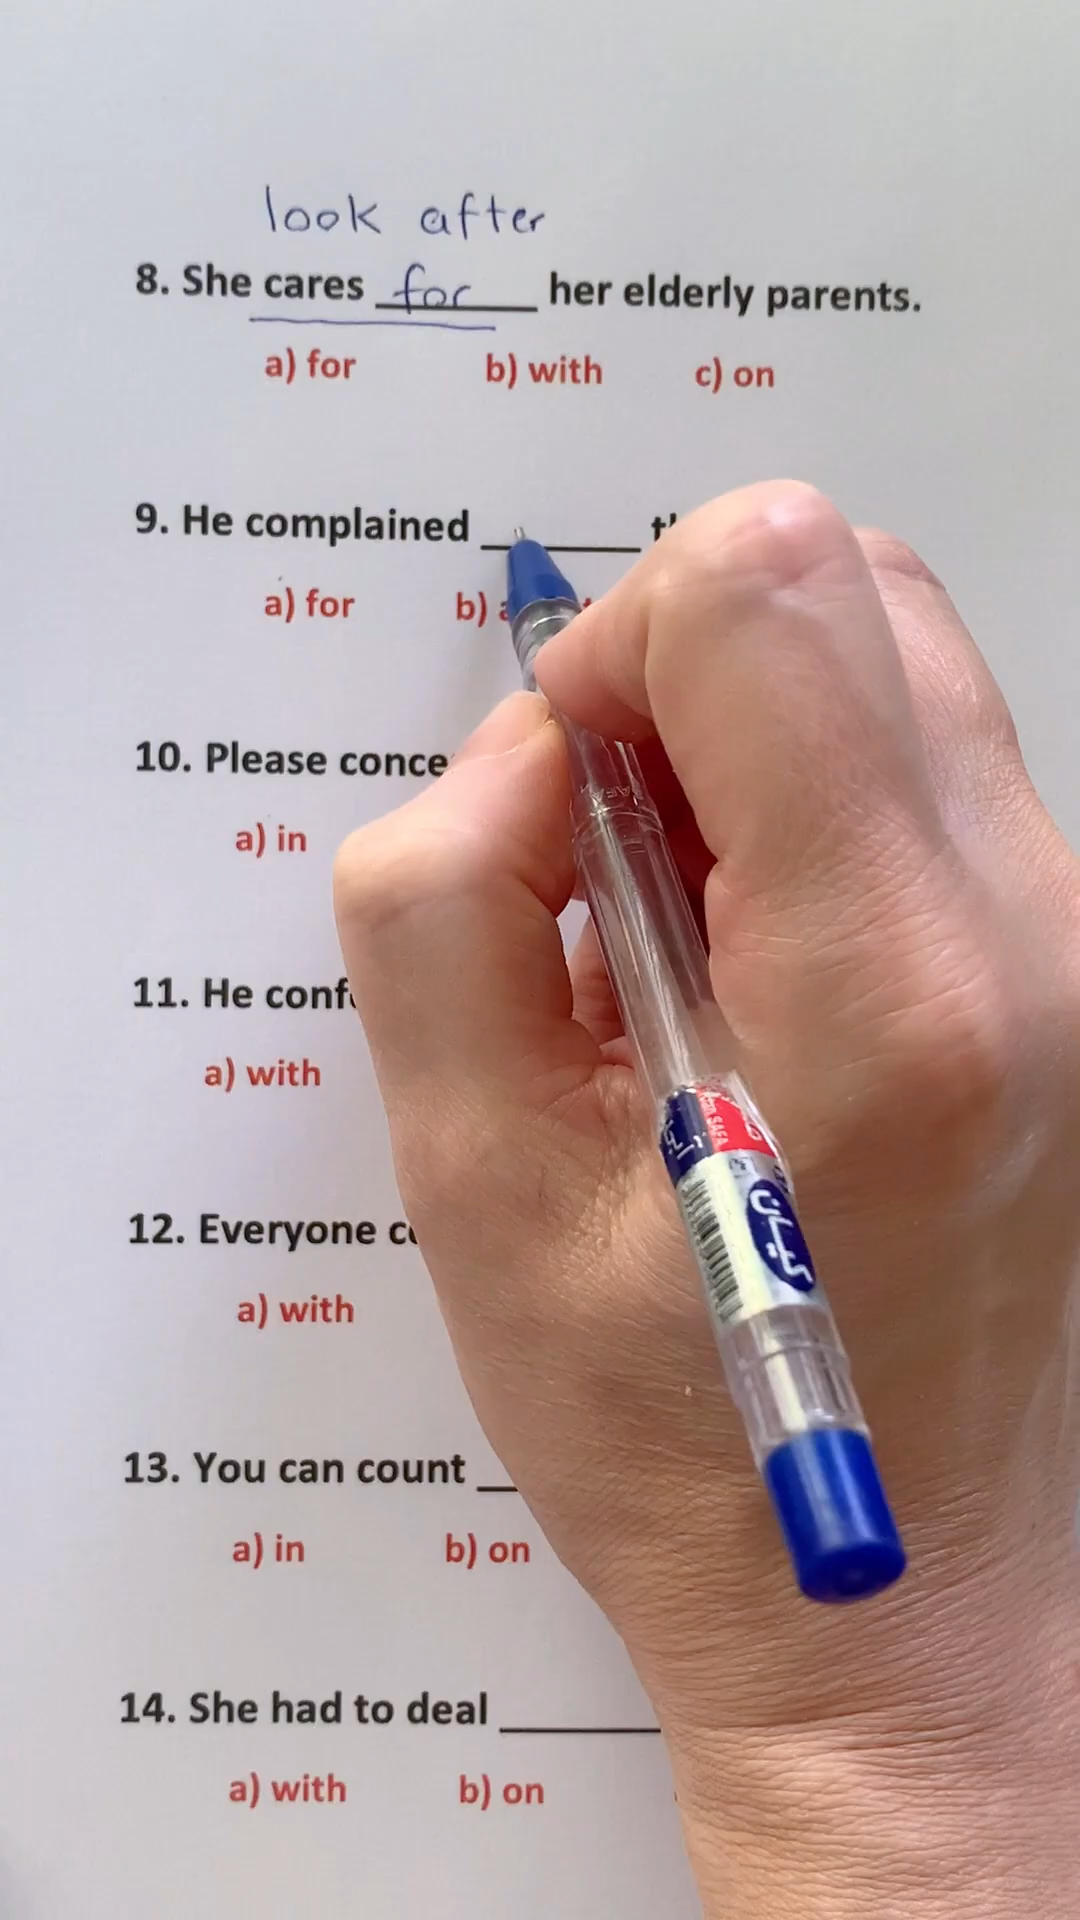 look after
8. She cares for her elderly parents.
a) for b) with c) on
9. He complained
a) for b)
10. Please
a) in
11. He
a) with
12. Everyone
a) with
13. You can count
a) in b) on
14. She had to deal
a) with b) on
کیان